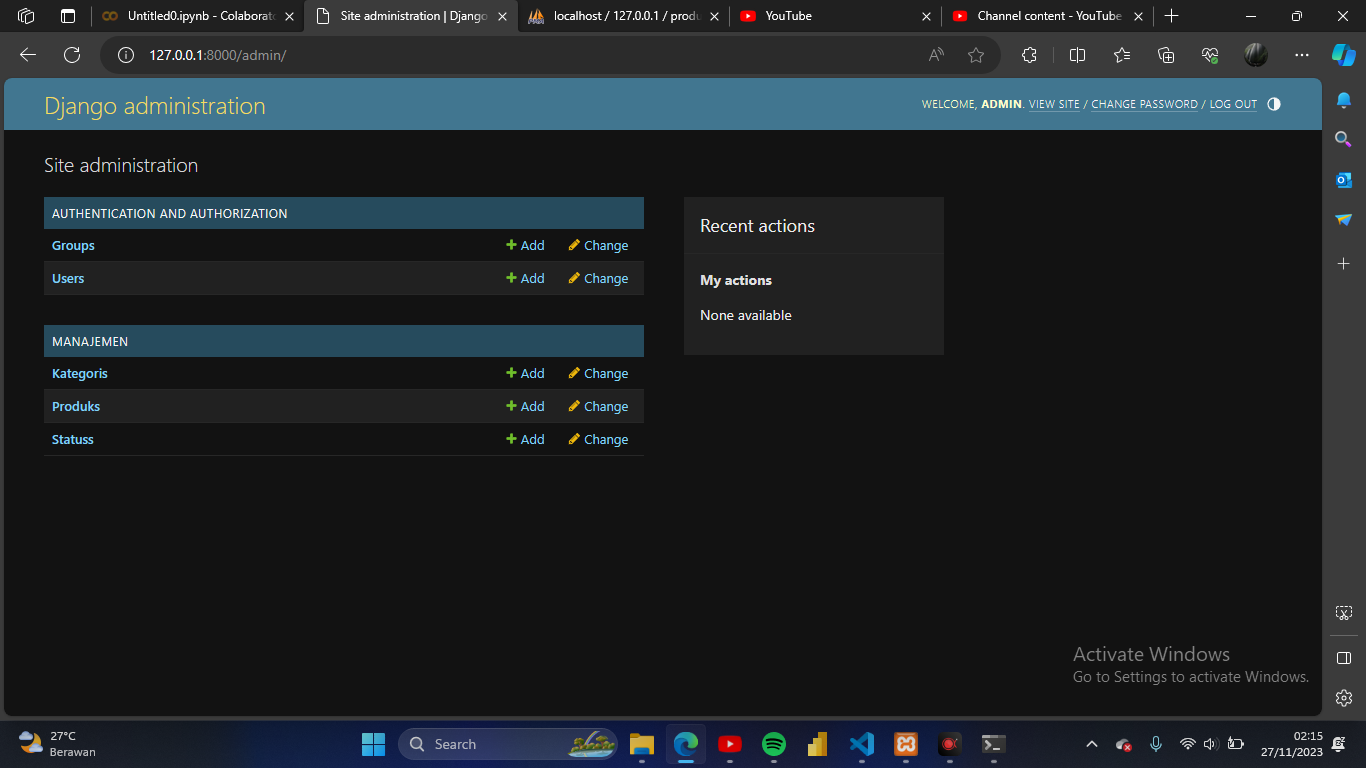 Untitled0.ipynb - Colaborato
Site administration | Django
localhost / 127.0.0.1 / produ
YouTube
Channel content - YouTube
127.0.0.1:8000/admin/
Django administration
WELCOME, ADMIN. VIEW SITE / CHANGE PASSWORD / LOG OUT
Site administration
AUTHENTICATION AND AUTHORIZATION
Groups Add Change
Users Add Change
MANAJEMEN
Kategoris Add Change
Produks Add Change
Statuss Add Change
Recent actions
My actions
None available
Activate Windows
Go to Settings to activate Windows.
27°C
Berawan
Search
02:15
27/11/2023